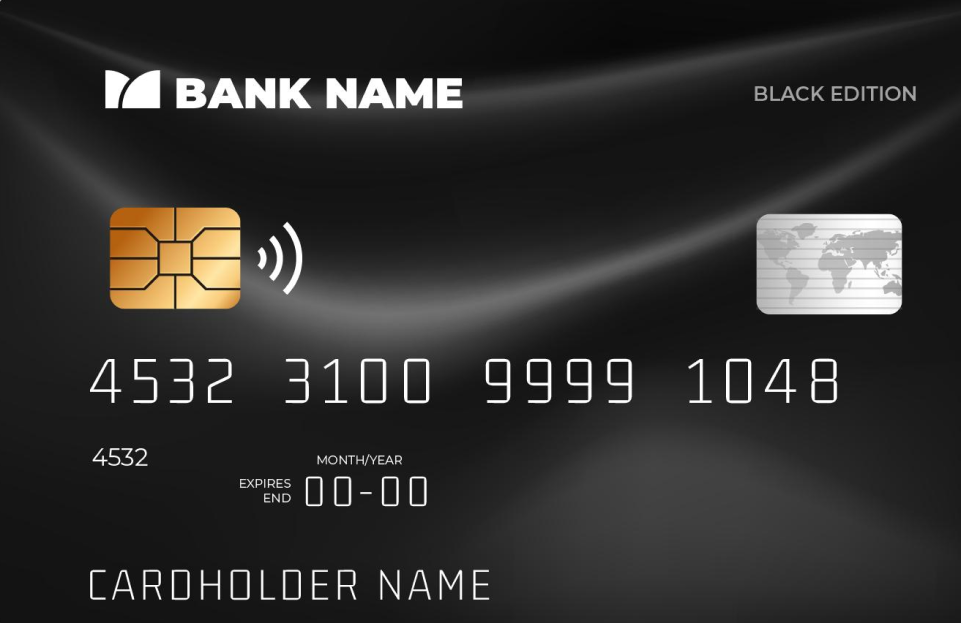 BANK NAME
BLACK EDITION
4532 3100 9999 1048
4532
MONTH/YEAR
EXPIRES
END
00-00
CARDHOLDER NAME